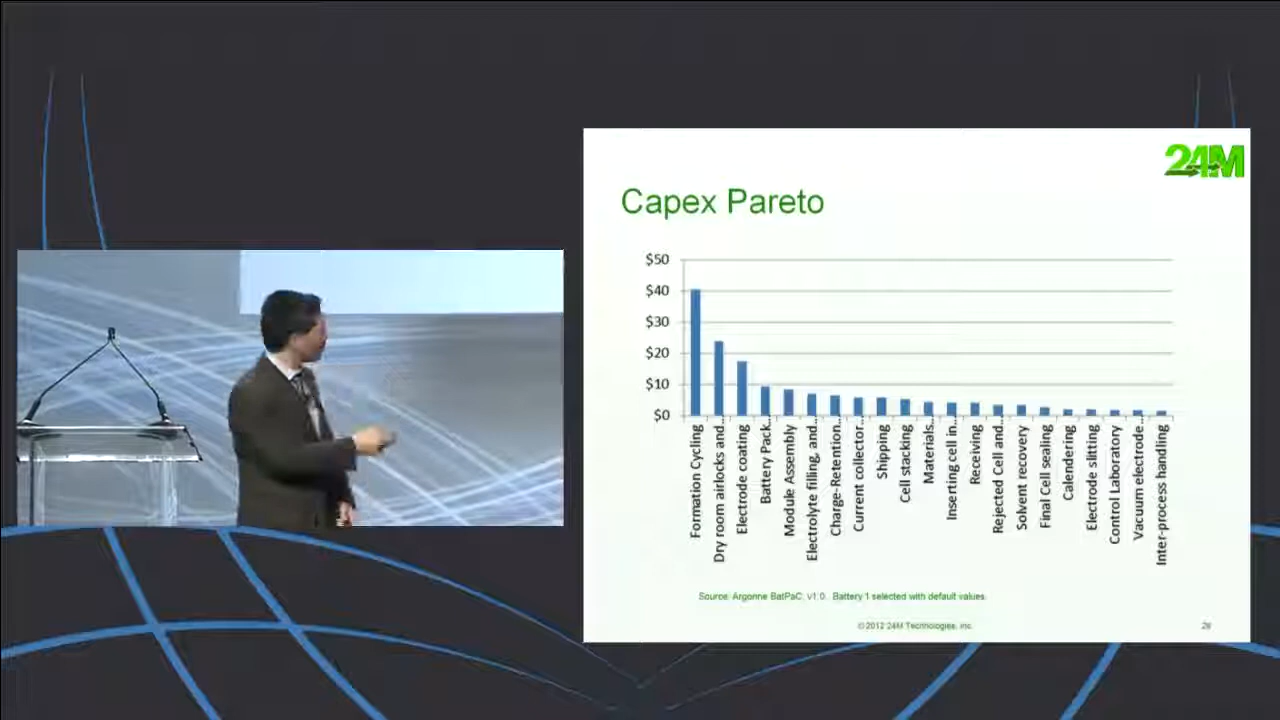 24M
Capex Pareto
$50
$40
$30
$20
$10
$0
Formation Cycling
Dry room airlocks and..
Electrode coating
Battery Pack..
Module Assembly
Electrolyte filling, and..
Charge-Retention..
Current collector..
Shipping
Cell stacking
Materials..
Inserting cell in..
Receiving
Rejected Cell and..
Solvent recovery
Final Cell sealing
Calendering
Electrode slitting
Control Laboratory
Vacuum electrode..
Inter-process handling
Source: Argonne BatPaC, v1.0. Battery 1 selected with default values.
© 2012 24M Technologies, Inc.